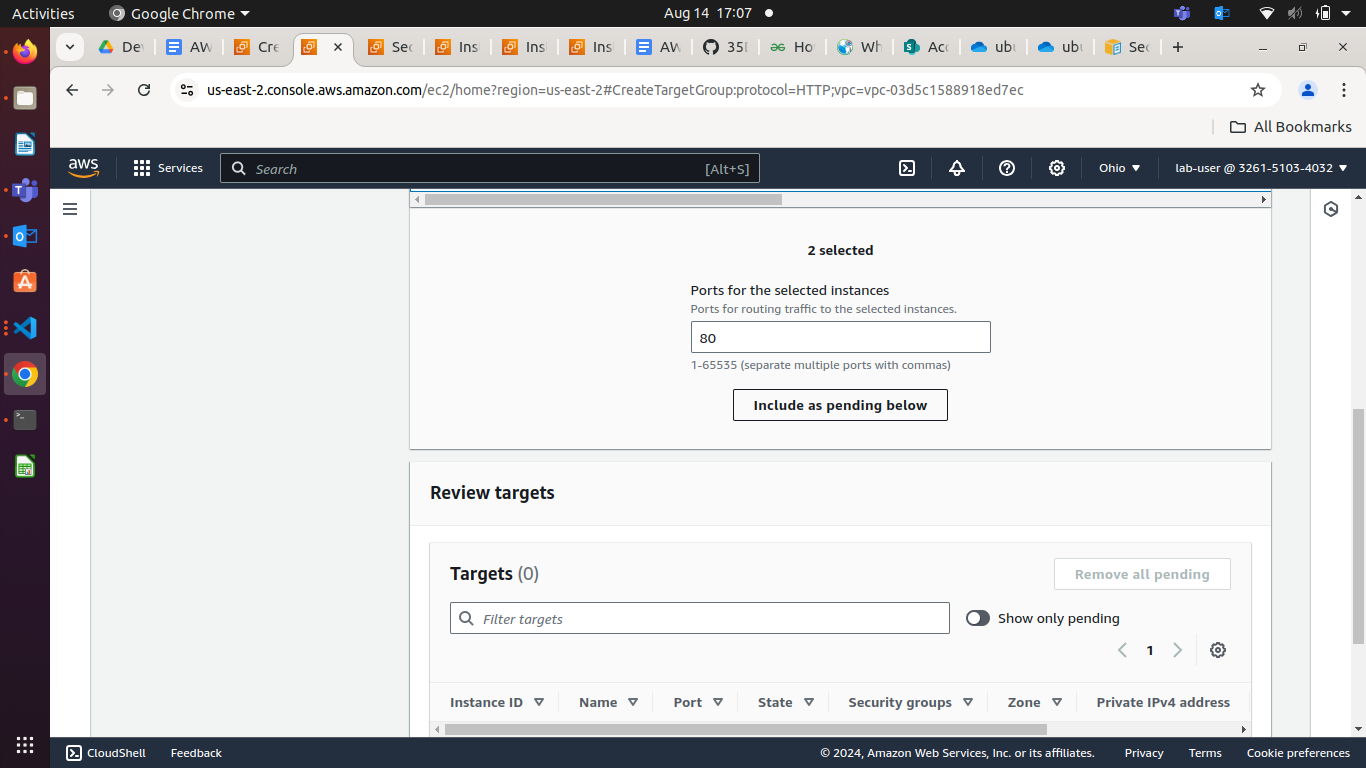 Activities Google Chrome Aug 14 17:07
Dev AW Cre Sec Inst Ins Ins AW 35l Ho Wh Acc ubu ubu Sec
us-east-2.console.aws.amazon.com/ec2/home?region=us-east-2#CreateTargetGroup:protocol=HTTP;vpc=vpc-03d5c1588918ed7ec
All Bookmarks
aws Services Search [Alt+S] Ohio lab-user @ 3261-5103-4032
2 selected
Ports for the selected instances
Ports for routing traffic to the selected instances.
80
1-65535 (separate multiple ports with commas)
Include as pending below
Review targets
Targets (0) Remove all pending
Filter targets Show only pending
1
Instance ID Name Port State Security groups Zone Private IPv4 address
CloudShell Feedback © 2024, Amazon Web Services, Inc. or its affiliates. Privacy Terms Cookie preferences